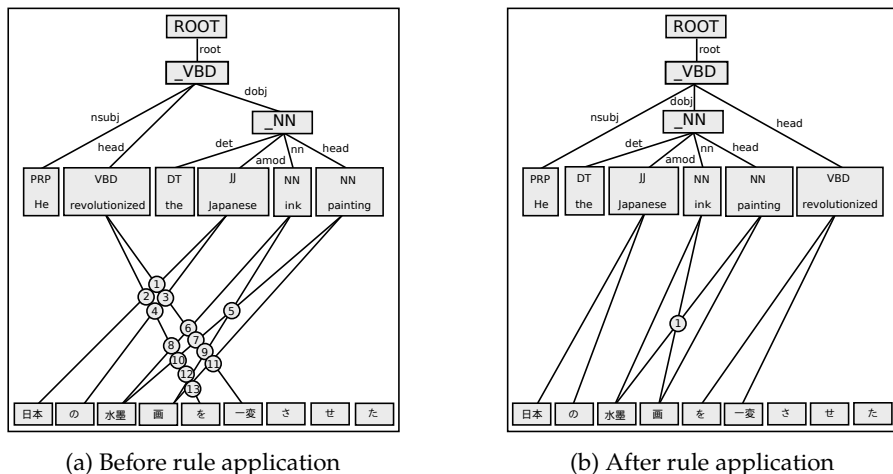 ROOT
root
_VBD
dobj
nsubj
_NN
head
det
amod
nn
head
PRP VBD DT JJ NN NN
He revolutionized the Japanese ink painting
1
2 3
4 5
6
7
8 9
10 11
12
13
日本 の 水墨 画 を 一変 さ せ た
(a) Before rule application
ROOT
root
_VBD
nsubj dobj head
_NN
det
amod
nn
head
PRP DT JJ NN NN VBD
He the Japanese ink painting revolutionized
1
日本 の 水墨 画 を 一変 さ せ た
(b) After rule application